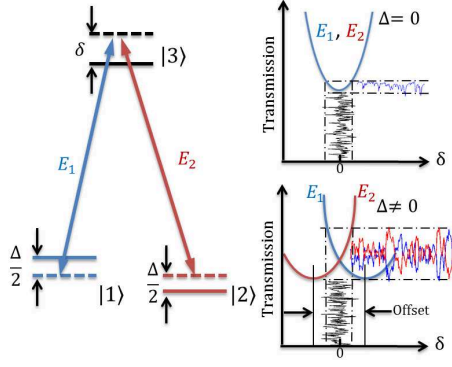 δ
|3⟩
E₁
E₂
Δ
2
|1⟩
Δ
2
|2⟩
Transmission
E₁, E₂
Δ= 0
0
δ
Transmission
E₁
E₂
Δ≠ 0
Offset
0
δ